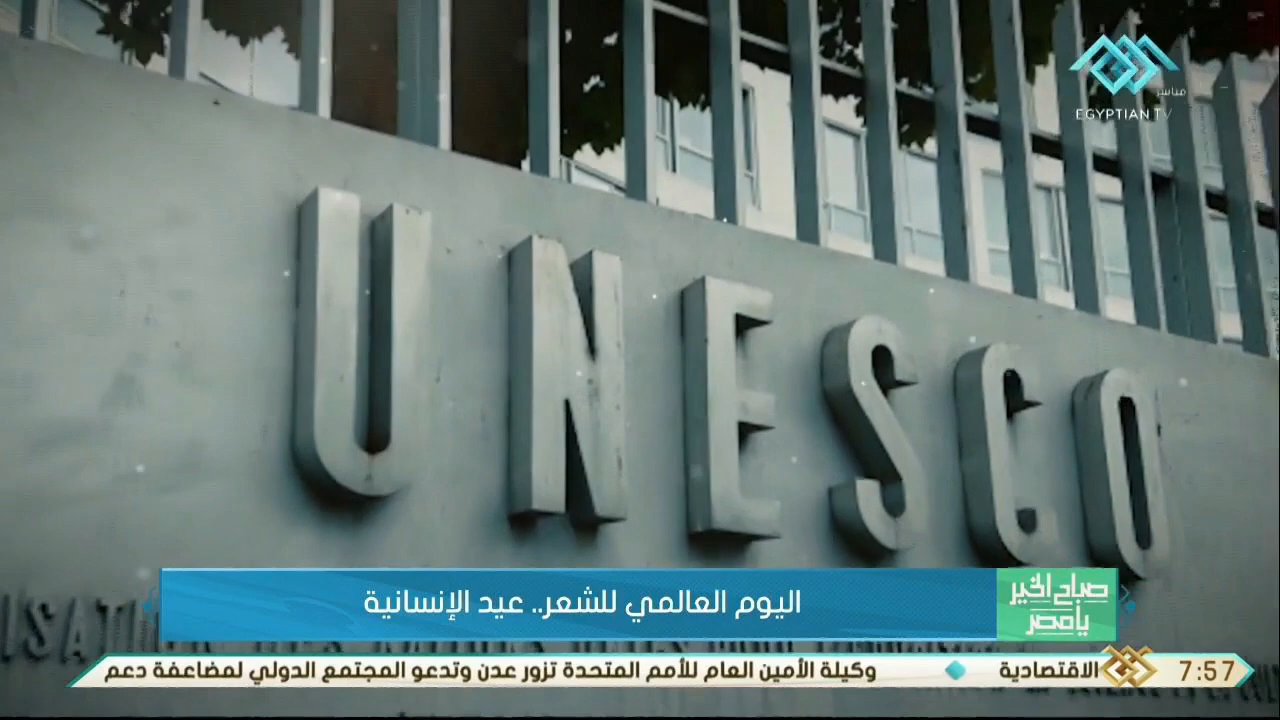 مباشر
EGYPTIAN TV
UNESCO
اليوم العالمي للشعر.. عيد الإنسانية
صباح الخير
يا مصر
7:57
الاقتصادية
وكيلة الأمين العام للأمم المتحدة تزور عدن وتدعو المجتمع الدولي لمضاعفة دعم